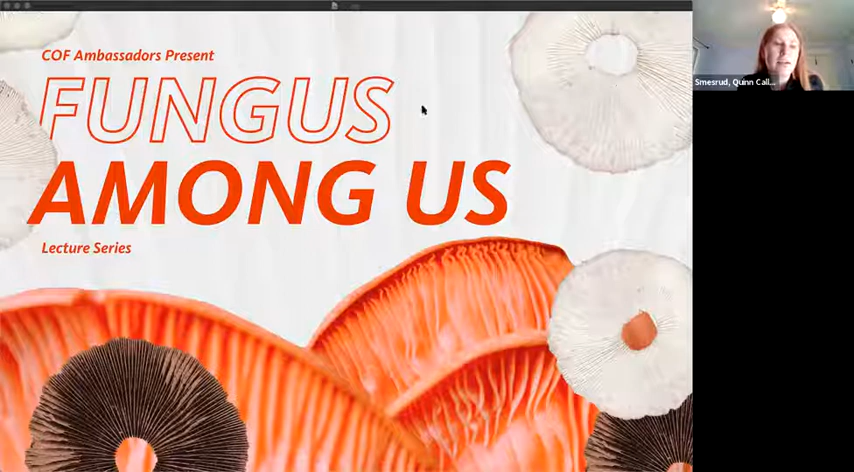 COF Ambassadors Present
FUNGUS
AMONG US
Lecture Series
Smesrud, Quinn Call...